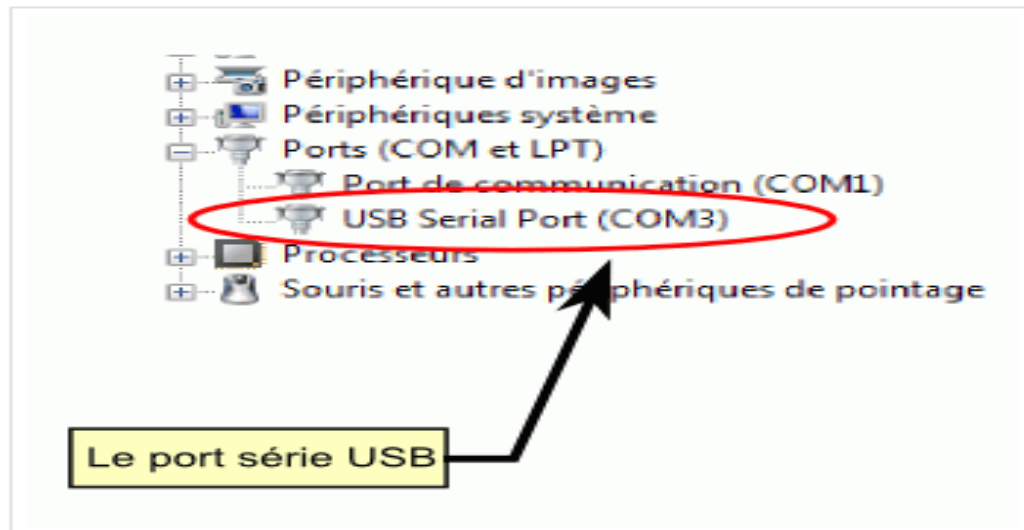 Périphérique d'images
Périphériques système
Ports (COM et LPT)
Port de communication (COM1)
USB Serial Port (COM3)
Processeurs
Souris et autres périphériques de pointage
Le port série USB